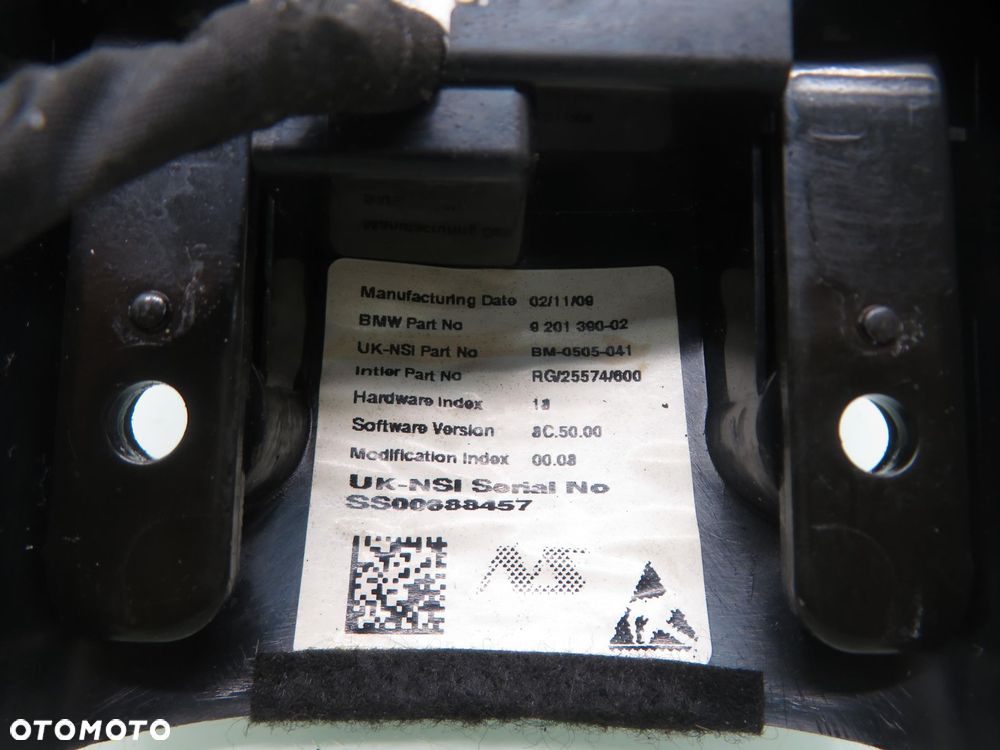 Manufacturing Date 02/11/09
BMW Part No 9 201 390-02
UK-NSI Part No BM-0505-041
Intier Part No RG/25574/600
Hardware Index
Software Version 8C.50.00
Modification Index 00.08
UK-NSI Serial No
SS00688457
NS
OTOMOTO